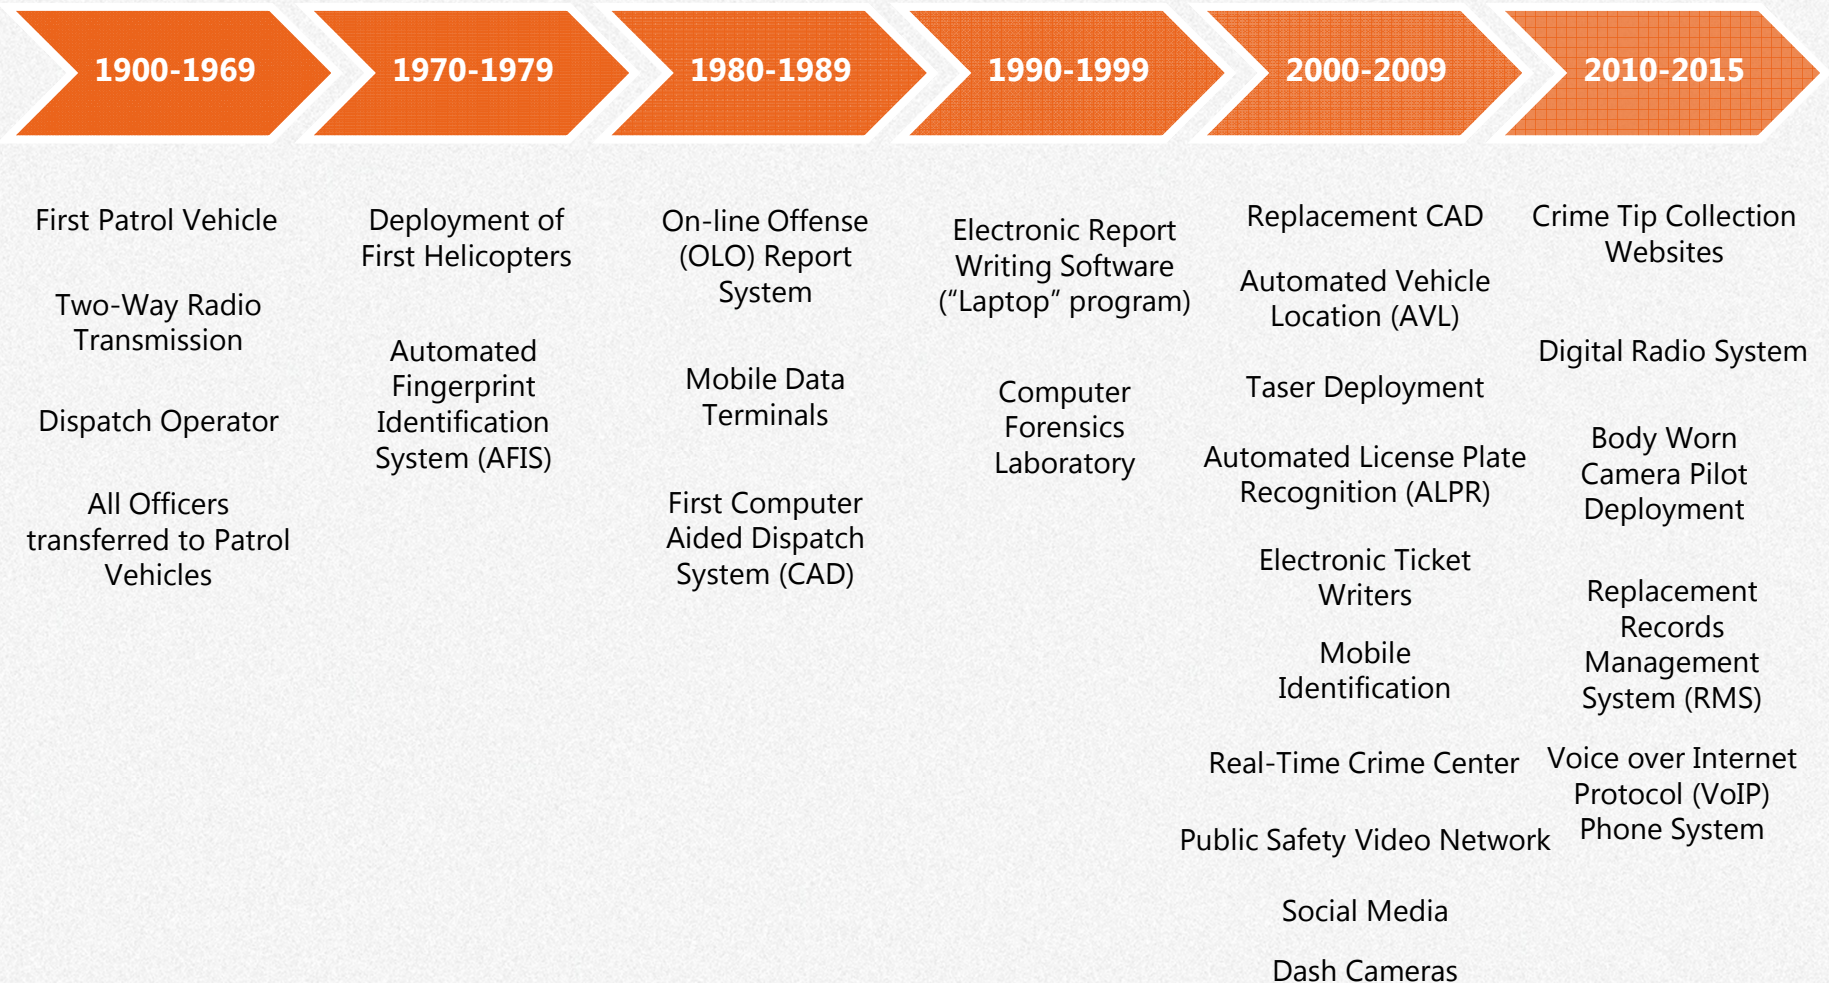 1900-1969
1970-1979
1980-1989
1990-1999
2000-2009
2010-2015
First Patrol Vehicle
Two-Way Radio
Transmission
Dispatch Operator
All Officers
transferred to Patrol
Vehicles
Deployment of
First Helicopters
Automated
Fingerprint
Identification
System (AFIS)
On-line Offense
(OLO) Report
System
Mobile Data
Terminals
First Computer
Aided Dispatch
System (CAD)
Electronic Report
Writing Software
(“Laptop” program)
Computer
Forensics
Laboratory
Replacement CAD
Automated Vehicle
Location (AVL)
Taser Deployment
Automated License Plate
Recognition (ALPR)
Electronic Ticket
Writers
Mobile
Identification
Real-Time Crime Center
Public Safety Video Network
Social Media
Dash Cameras
Crime Tip Collection
Websites
Digital Radio System
Body Worn
Camera Pilot
Deployment
Replacement
Records
Management
System (RMS)
Voice over Internet
Protocol (VoIP)
Phone System